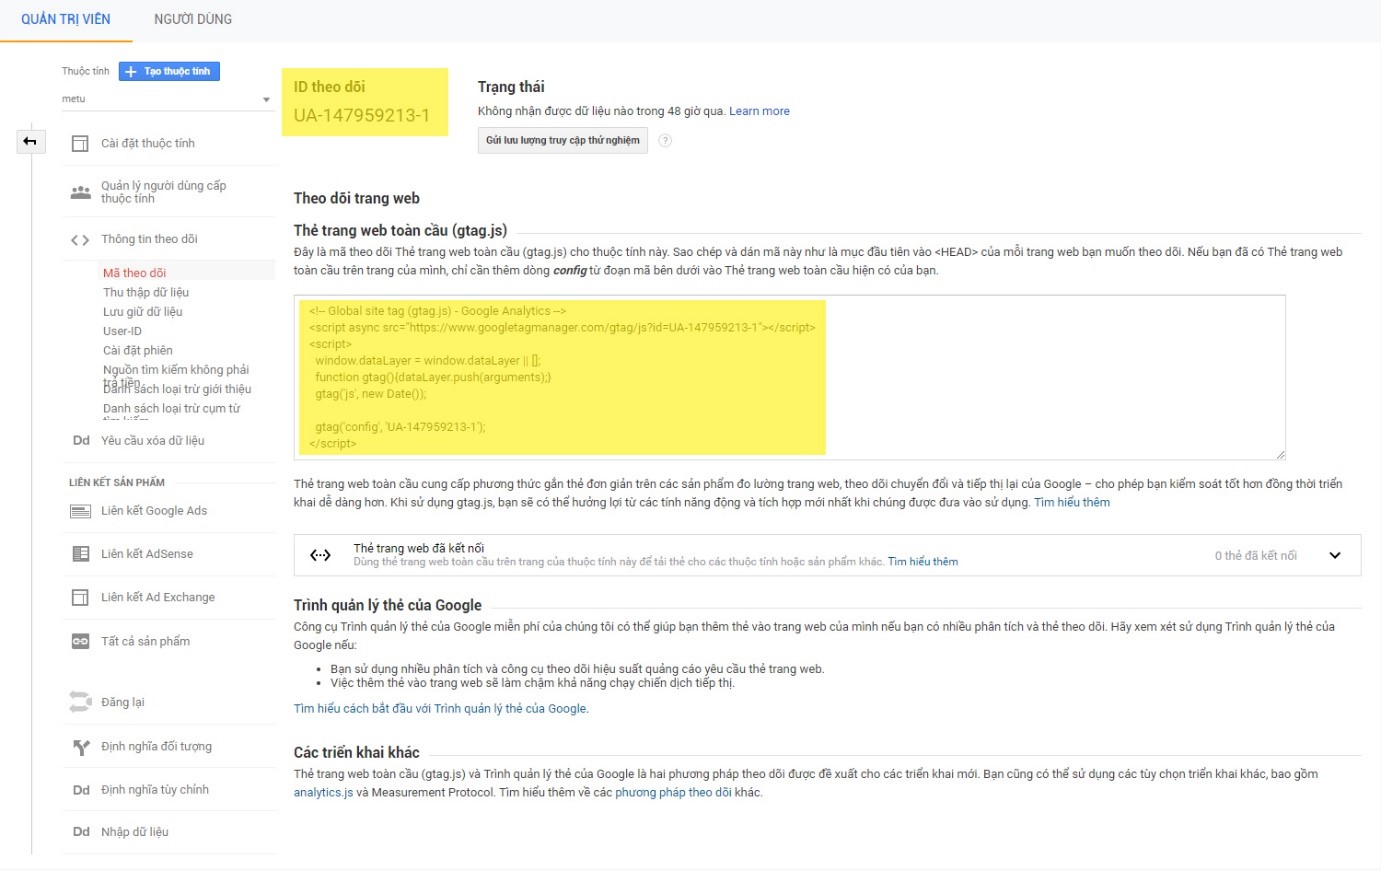 QUẢN TRỊ VIÊN
NGƯỜI DÙNG
Thuộc tính
+ Tạo thuộc tính
metu
Cài đặt thuộc tính
Quản lý người dùng cấp
thuộc tính
Thông tin theo dõi
Mã theo dõi
Thu thập dữ liệu
Lưu giữ dữ liệu
User-ID
Cài đặt phiên
Nguồn tìm kiếm không phải
trả tiền
Danh sách loại trừ giới thiệu
Danh sách loại trừ cụm từ
tìm kiếm
Dd Yêu cầu xóa dữ liệu
LIÊN KẾT SẢN PHẨM
Liên kết Google Ads
Liên kết AdSense
Liên kết Ad Exchange
Tất cả sản phẩm
Đăng lại
Định nghĩa đối tượng
Dd Định nghĩa tùy chỉnh
Dd Nhập dữ liệu
ID theo dõi
UA-147959213-1
Trạng thái
Không nhận được dữ liệu nào trong 48 giờ qua. Learn more
Gửi lưu lượng truy cập thử nghiệm ?
Theo dõi trang web
Thẻ trang web toàn cầu (gtag.js)
Đây là mã theo dõi Thẻ trang web toàn cầu (gtag.js) cho thuộc tính này. Sao chép và dán mã này như là mục đầu tiên vào <HEAD> của mỗi trang web bạn muốn theo dõi. Nếu bạn đã có Thẻ trang web
toàn cầu trên trang của mình, chỉ cần thêm dòng config từ đoạn mã bên dưới vào Thẻ trang web toàn cầu hiện có của bạn.
<!-- Global site tag (gtag.js) - Google Analytics -->
<script async src="https://www.googletagmanager.com/gtag/js?id=UA-147959213-1"></script>
<script>
window.dataLayer = window.dataLayer || [];
function gtag(){dataLayer.push(arguments);}
gtag('js', new Date());
gtag('config', 'UA-147959213-1');
</script>
Thẻ trang web toàn cầu cung cấp phương thức gắn thẻ đơn giản trên các sản phẩm đo lường trang web, theo dõi chuyển đổi và tiếp thị lại của Google – cho phép bạn kiểm soát tốt hơn đồng thời triển
khai dễ dàng hơn. Khi sử dụng gtag.js, bạn sẽ có thể hưởng lợi từ các tính năng động và tích hợp mới nhất khi chúng được đưa vào sử dụng. Tìm hiểu thêm
Thẻ trang web đã kết nối
Dùng thẻ trang web toàn cầu trên trang của thuộc tính này để tải thẻ cho các thuộc tính hoặc sản phẩm khác. Tìm hiểu thêm
0 thẻ đã kết nối
Trình quản lý thẻ của Google
Công cụ Trình quản lý thẻ của Google miễn phí của chúng tôi có thể giúp bạn thêm thẻ vào trang web của mình nếu bạn có nhiều phân tích và thẻ theo dõi. Hãy xem xét sử dụng Trình quản lý thẻ của
Google nếu:
• Bạn sử dụng nhiều phân tích và công cụ theo dõi hiệu suất quảng cáo yêu cầu thẻ trang web.
• Việc thêm thẻ vào trang web sẽ làm chậm khả năng chạy chiến dịch tiếp thị.
Tìm hiểu cách bắt đầu với Trình quản lý thẻ của Google.
Các triển khai khác
Thẻ trang web toàn cầu (gtag.js) và Trình quản lý thẻ của Google là hai phương pháp theo dõi được đề xuất cho các triển khai mới. Bạn cũng có thể sử dụng các tùy chọn triển khai khác, bao gồm
analytics.js và Measurement Protocol. Tìm hiểu thêm về các phương pháp theo dõi khác.